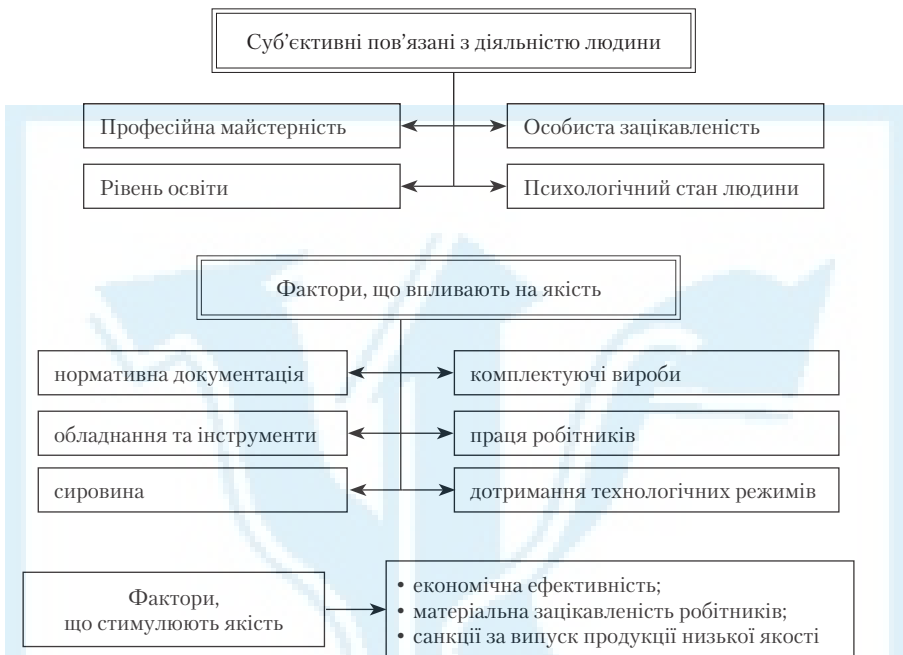 Суб’єктивні пов’язані з діяльністю людини
Професійна майстерність
Особиста зацікавленість
Рівень освіти
Психологічний стан людини
Фактори, що впливають на якість
нормативна документація
комплектуючі вироби
обладнання та інструменти
праця робітників
сировина
дотримання технологічних режимів
Фактори,
що стимулюють якість
• економічна ефективність;
• матеріальна зацікавленість робітників;
• санкції за випуск продукції низької якості